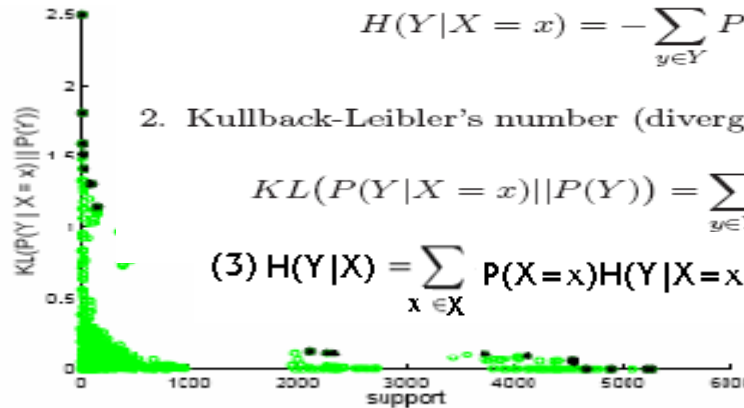 H(Y|X = x) = − ∑ P
y∈Y
2. Kullback-Leibler's number (diverg
KL(P(Y|X = x)||P(Y)) = ∑
y∈
(3) H(Y|X) = ∑ P(X=x)H(Y|X=x
x ∈X
KL(P(Y | X = x) || P(Y))
2.5
2
1.5
1
0.5
0
0 1000 2000 3000 4000 5000 6000
support